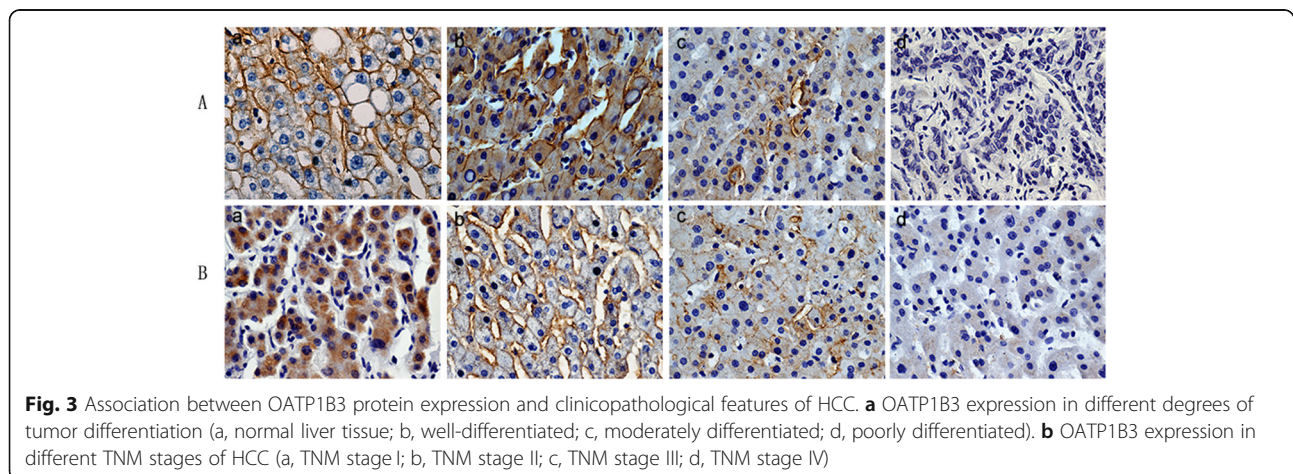 a b c d
A
a b c d
B
Fig. 3 Association between OATP1B3 protein expression and clinicopathological features of HCC. a OATP1B3 expression in different degrees of
tumor differentiation (a, normal liver tissue; b, well-differentiated; c, moderately differentiated; d, poorly differentiated). b OATP1B3 expression in
different TNM stages of HCC (a, TNM stage I; b, TNM stage II; c, TNM stage III; d, TNM stage IV)